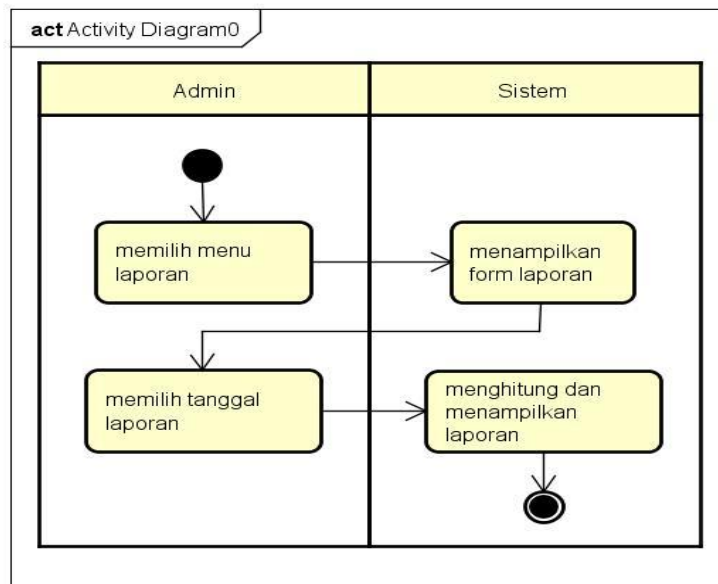 act Activity Diagram0
Admin
Sistem
memilih menu
laporan
menampilkan
form laporan
memilih tanggal
laporan
menghitung dan
menampilkan
laporan